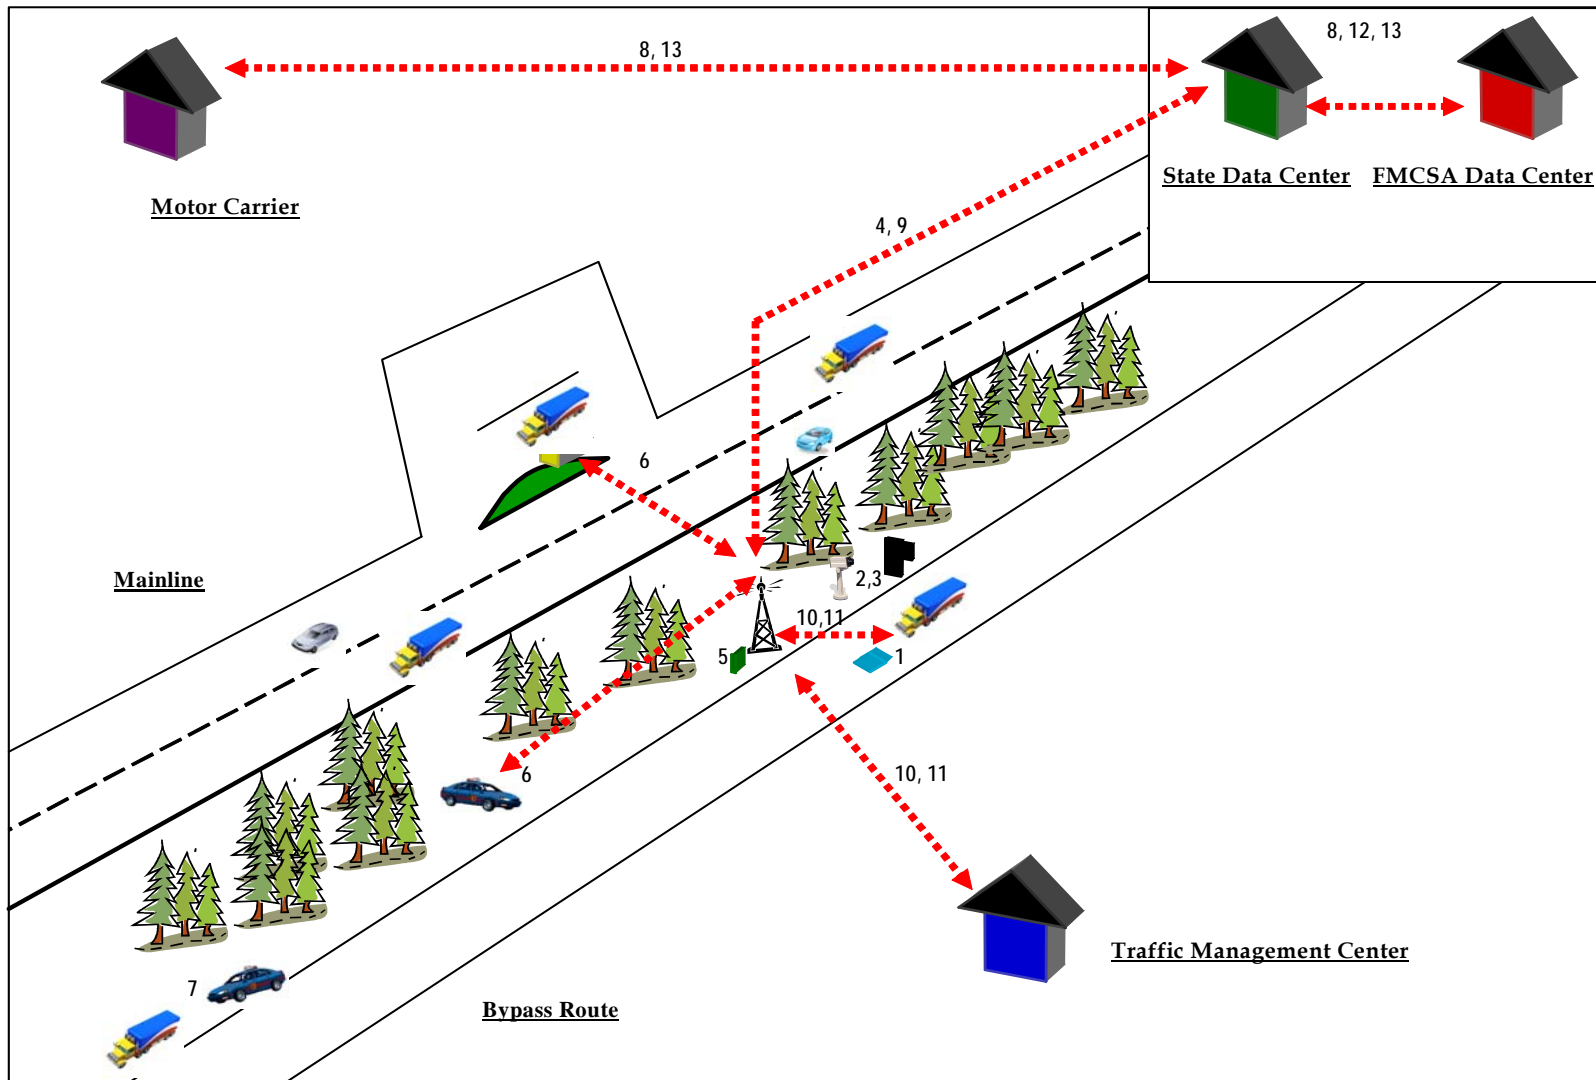 8, 13
8, 12, 13
State Data Center
FMCSA Data Center
Motor Carrier
4, 9
6
Mainline
2,3
10,11
5
1
6
10, 11
Traffic Management Center
7
Bypass Route